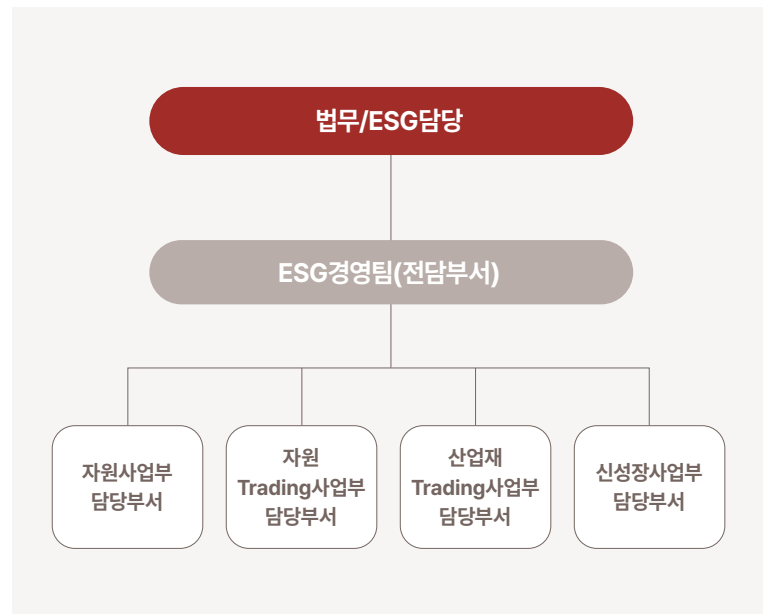 법무/ESG담당
ESG경영팀(전담부서)
자원사업부
담당부서
자원
Trading사업부
담당부서
산업재
Trading사업부
담당부서
신성장사업부
담당부서